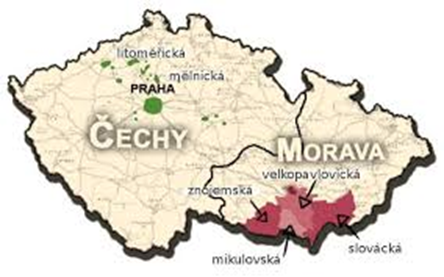 litoměřická
mělnická
PRAHA
ČECHY
MORAVA
velkopavlovická
znojemská
mikulovská
slovácká